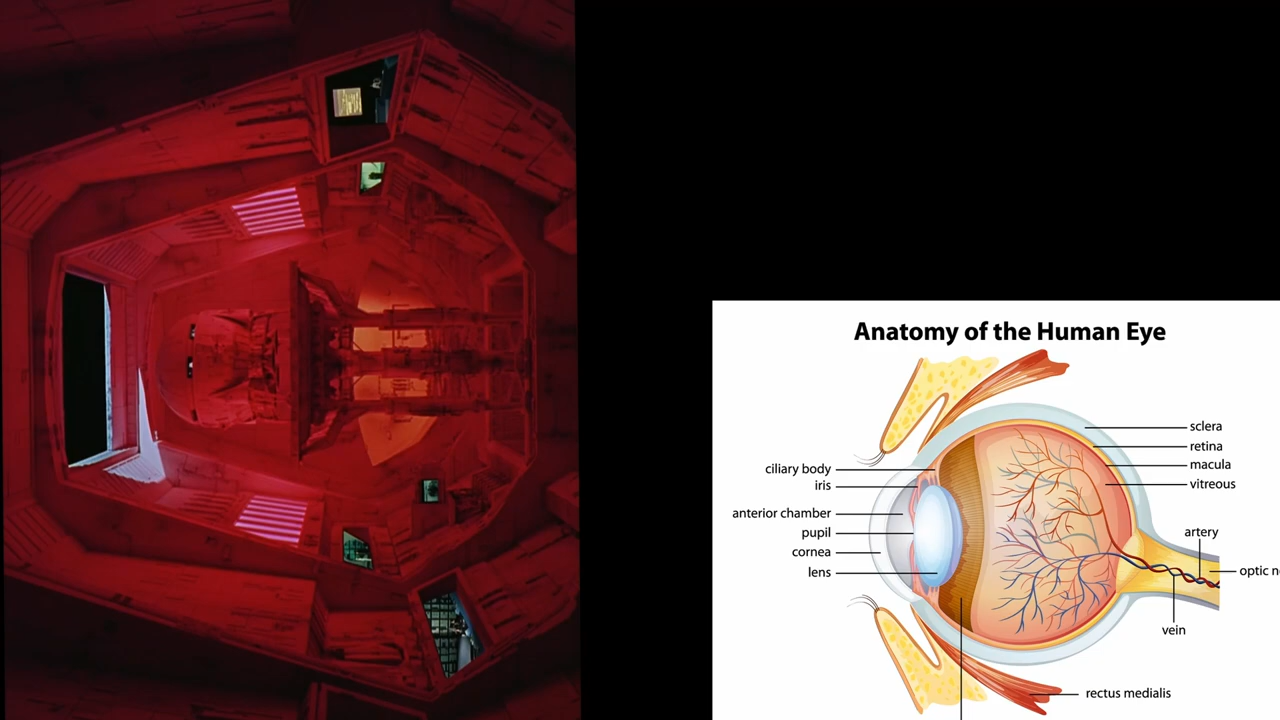 Anatomy of the Human Eye
sclera
retina
macula
vitreous
ciliary body
iris
anterior chamber
pupil
cornea
lens
artery
optic n
vein
rectus medialis